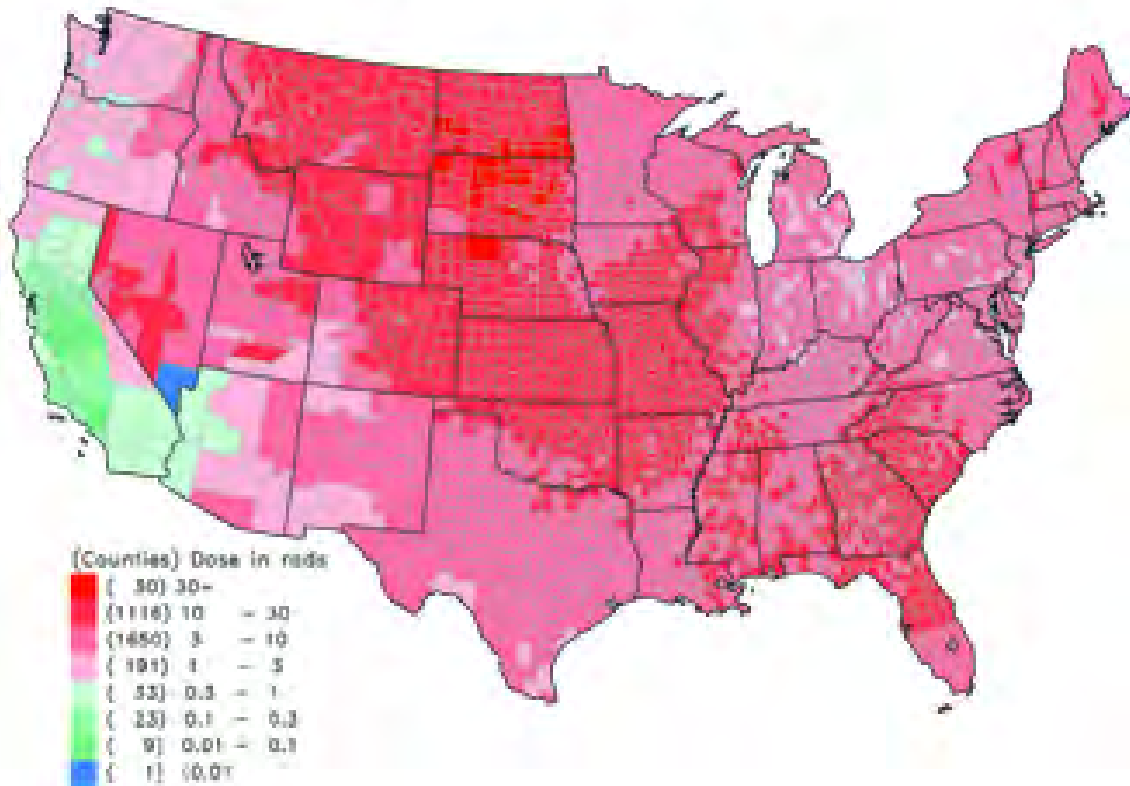 (Counties) Dose in rads
( 30) 30-
(1116) 10 - 30
(1650) 3 - 10
( 191) 1 - 3
( 33) 0.3 - 1
( 23) 0.1 - 0.3
( 9) 0.01 - 0.1
( 1) <0.01